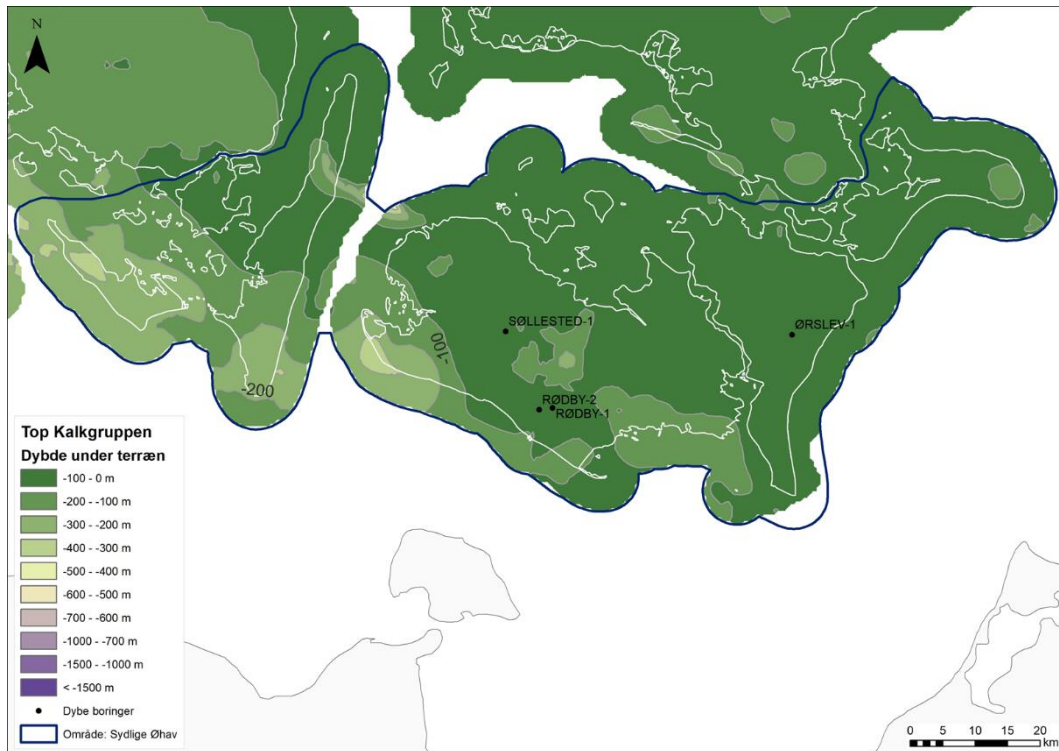 N
SØLLESTED-1
ØRSLEV-1
-100
RØDBY-2
RØDBY-1
-200
Top Kalkgruppen
Dybde under terræn
-100 - 0 m
-200 - -100 m
-300 - -200 m
-400 - -300 m
-500 - -400 m
-600 - -500 m
-700 - -600 m
-1000 - -700 m
-1500 - -1000 m
< -1500 m
Dybe boringer
Område: Sydlige Øhav
0 5 10 15 20
km